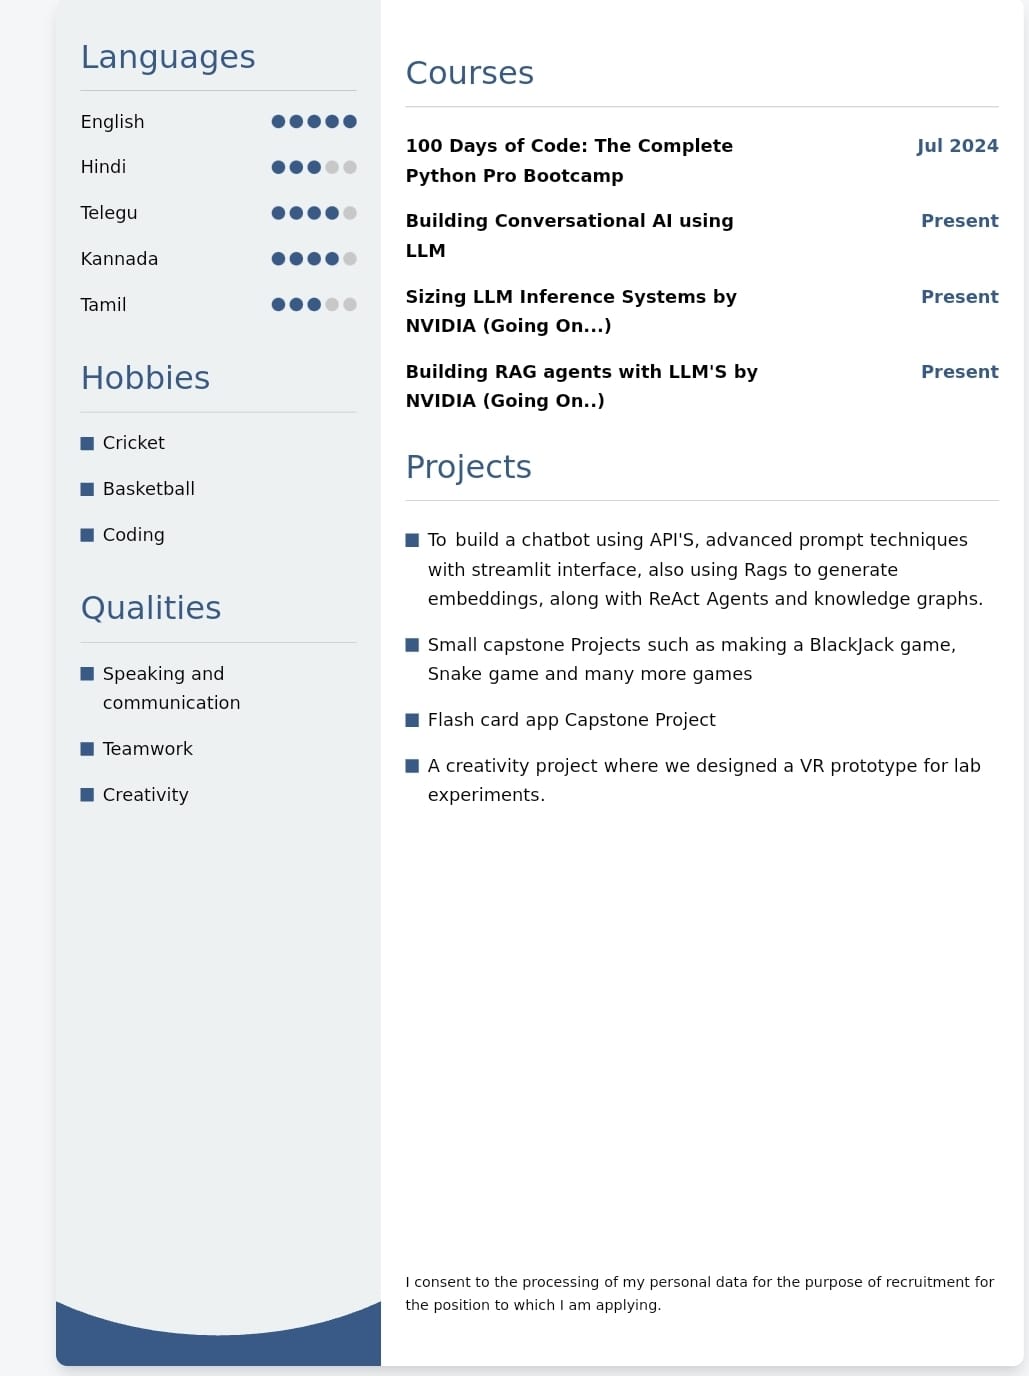 Languages
English
Hindi
Telegu
Kannada
Tamil
Hobbies
Cricket
Basketball
Coding
Qualities
Speaking and
communication
Teamwork
Creativity
Courses
100 Days of Code: The Complete Jul 2024
Python Pro Bootcamp
Building Conversational AI using Present
LLM
Sizing LLM Inference Systems by Present
NVIDIA (Going On...)
Building RAG agents with LLM'S by Present
NVIDIA (Going On..)
Projects
To build a chatbot using API'S, advanced prompt techniques
with streamlit interface, also using Rags to generate
embeddings, along with ReAct Agents and knowledge graphs.
Small capstone Projects such as making a BlackJack game,
Snake game and many more games
Flash card app Capstone Project
A creativity project where we designed a VR prototype for lab
experiments.
I consent to the processing of my personal data for the purpose of recruitment for
the position to which I am applying.